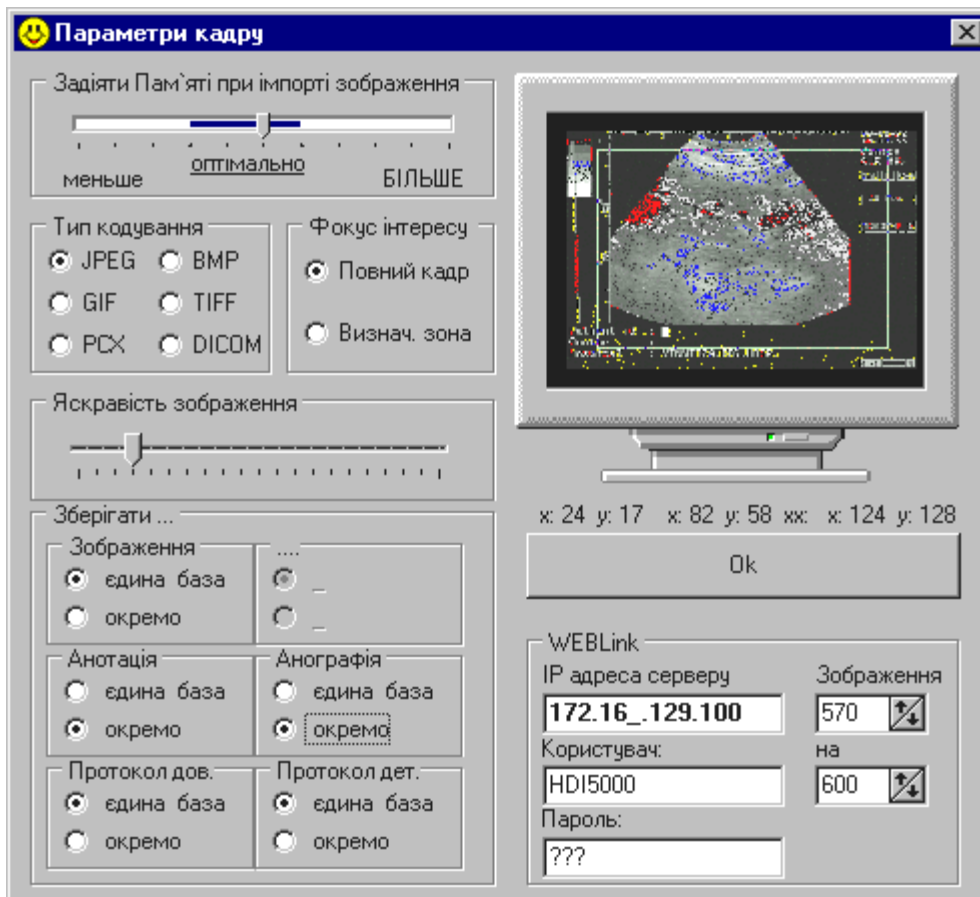 Параметри кадру
Задіяти Пам`яті при імпорті зображення
оптімально
меньше БІЛЬШЕ
Тип кодування
JPEG BMP
GIF TIFF
PCX DICOM
Фокус інтересу
Повний кадр
Визнач. зона
Яскравість зображення
x: 24 y: 17 x: 82 y: 58 xx: x: 124 y: 128
Ok
Зберігати ...
Зображення ....
єдина база _
окремо _
Анотація Анографія
єдина база єдина база
окремо окремо
Протокол дов. Протокол дет.
єдина база єдина база
окремо окремо
WEBLink
IP адреса серверу Зображення
172.16_.129.100 570
Користувач: на
HDI5000 600
Пароль:
???